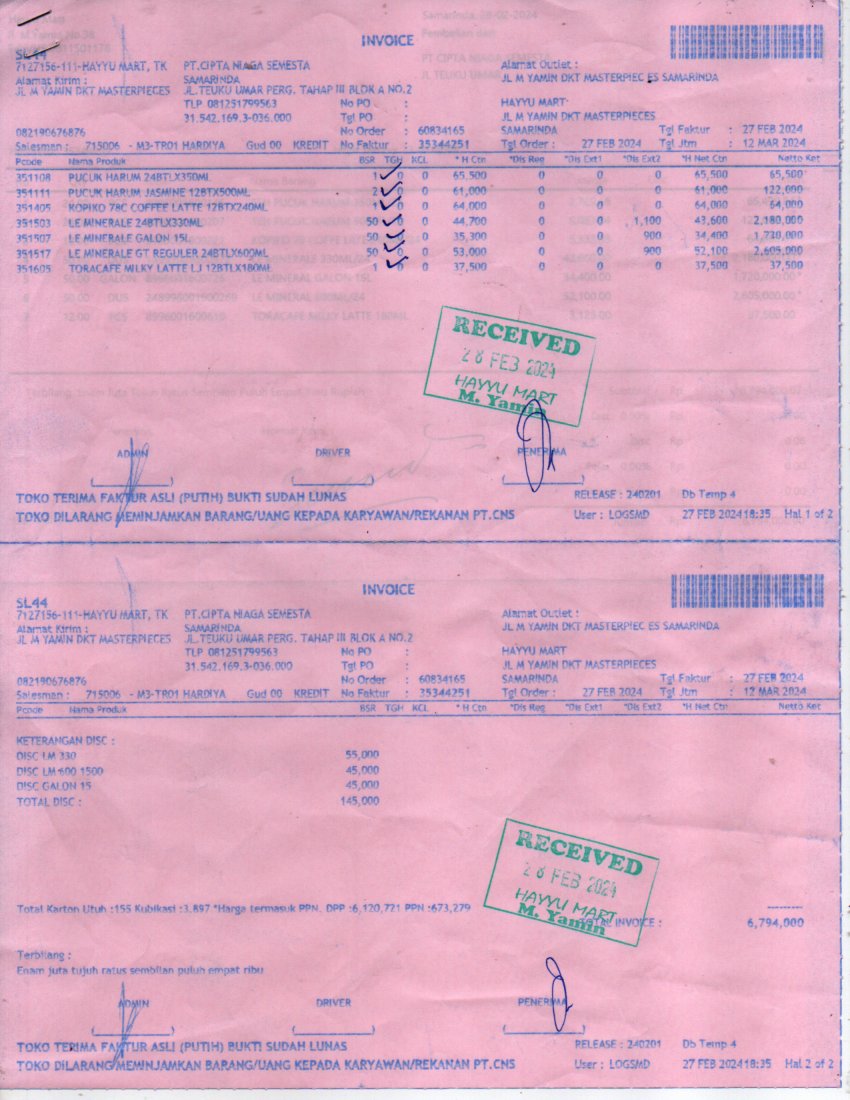 Samarinda, 28-02-2024
INVOICE
SL44
7127156-111-HAYYU MART, TK PT.CIPTA NIAGA SEMESTA Alamat Outlet :
Alamat Kirim : SAMARINDA JL M YAMIN DKT MASTERPIEC ES SAMARINDA
JL M YAMIN DKT MASTERPIECES JL.TEUKU UMAR PERG. TAHAP III BLOK A NO.2
TLP 081251799563 No PO : HAYYU MART
31.542.169.3-036.000 Tgl PO : JL M YAMIN DKT MASTERPIECES
082190676876 No Order : 60834165 SAMARINDA Tgl Faktur : 27 FEB 2024
Salesman : 715006 - M3-TR01 HARDIYA Gud 00 KREDIT No Faktur : 35344251 Tgl Order : 27 FEB 2024 Tgl Jtm : 12 MAR 2024
Pcode Nama Produk BSR TGH KCL * H Ctn *Dis Reg *Dis Ext1 *Dis Ext2 *H Net Ctn Netto Ket
351108 PUCUK HARUM 24BTLX350ML 1 0 0 65,500 0 0 0 65,500 65,500
351111 PUCUK HARUM JASMINE 12BTX500ML 2 0 0 61,000 0 0 0 61,000 122,000
351405 KOPIKO 78C COFFEE LATTE 12BTX240ML 1 0 0 64,000 0 0 0 64,000 64,000
351503 LE MINERALE 24BTLX330ML 50 0 0 44,700 0 0 1,100 43,600 2,180,000
351507 LE MINERALE GALON 15L 50 0 0 35,300 0 0 900 34,400 1,720,000
351517 LE MINERALE GT REGULER 24BTLX600ML 50 0 0 53,000 0 0 900 52,100 2,605,000
351605 TORACAFE MILKY LATTE LJ 12BTLX180ML 1 0 0 37,500 0 0 0 37,500 37,500
RECEIVED
28 FEB 2024
HAYYU MART
M. Yamin
ADMIN DRIVER PENERIMA
TOKO TERIMA FAKTUR ASLI (PUTIH) BUKTI SUDAH LUNAS RELEASE : 240201 Db Temp 4
TOKO DILARANG MEMINJAMKAN BARANG/UANG KEPADA KARYAWAN/REKANAN PT.CNS User : LOGSMD 27 FEB 2024 18:35 Hal 1 of 2
INVOICE
SL44
7127156-111-HAYYU MART, TK PT.CIPTA NIAGA SEMESTA Alamat Outlet :
Alamat Kirim : SAMARINDA JL M YAMIN DKT MASTERPIEC ES SAMARINDA
JL M YAMIN DKT MASTERPIECES JL.TEUKU UMAR PERG. TAHAP III BLOK A NO.2
TLP 081251799563 No PO : HAYYU MART
31.542.169.3-036.000 Tgl PO : JL M YAMIN DKT MASTERPIECES
082190676876 No Order : 60834165 SAMARINDA Tgl Faktur : 27 FEB 2024
Salesman : 715006 - M3-TR01 HARDIYA Gud 00 KREDIT No Faktur : 35344251 Tgl Order : 27 FEB 2024 Tgl Jtm : 12 MAR 2024
Pcode Nama Produk BSR TGH KCL * H Ctn *Dis Reg *Dis Ext1 *Dis Ext2 *H Net Ctn Netto Ket
KETERANGAN DISC :
DISC LM 330 55,000
DISC LM 600 1500 45,000
DISC GALON 15 45,000
TOTAL DISC : 145,000
RECEIVED
28 FEB 2024
HAYYU MART
M. Yamin
Total Karton Utuh :155 Kubikasi :3.897 *Harga termasuk PPN. DPP :6,120,721 PPN :673,279
TOTAL INVOICE : 6,794,000
Terbilang :
Enam juta tujuh ratus sembilan puluh empat ribu
ADMIN DRIVER PENERIMA
TOKO TERIMA FAKTUR ASLI (PUTIH) BUKTI SUDAH LUNAS RELEASE : 240201 Db Temp 4
TOKO DILARANG MEMINJAMKAN BARANG/UANG KEPADA KARYAWAN/REKANAN PT.CNS User : LOGSMD 27 FEB 2024 18:35 Hal 2 of 2